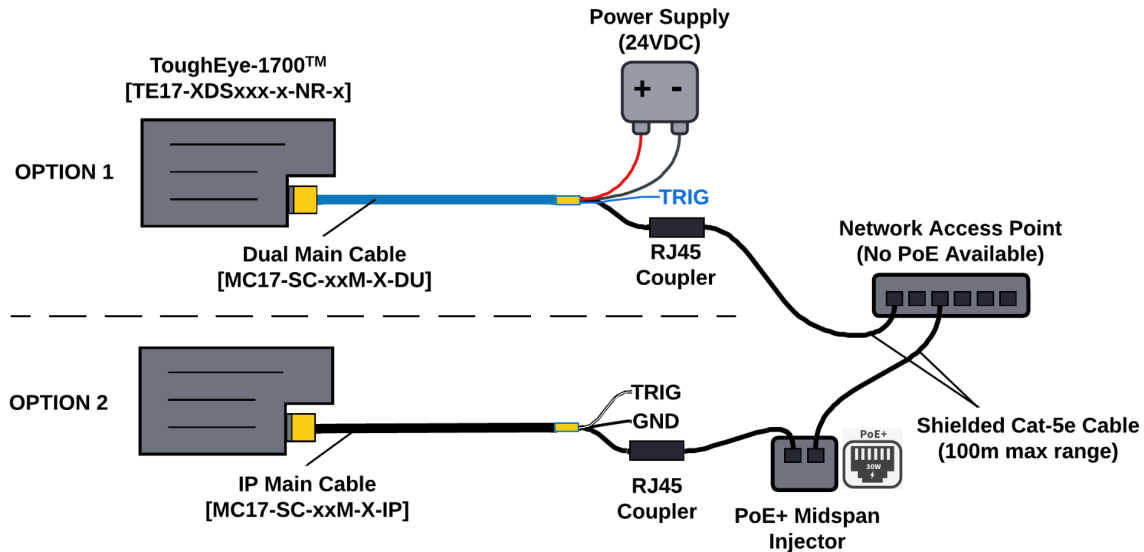 Power Supply
(24VDC)
+ -
ToughEye-1700™
[TE17-XDSxxx-x-NR-x]
OPTION 1
TRIG
RJ45
Coupler
Dual Main Cable
[MC17-SC-xxM-X-DU]
Network Access Point
(No PoE Available)
OPTION 2
TRIG
GND
RJ45
Coupler
IP Main Cable
[MC17-SC-xxM-X-IP]
PoE+
30W
PoE+ Midspan
Injector
Shielded Cat-5e Cable
(100m max range)